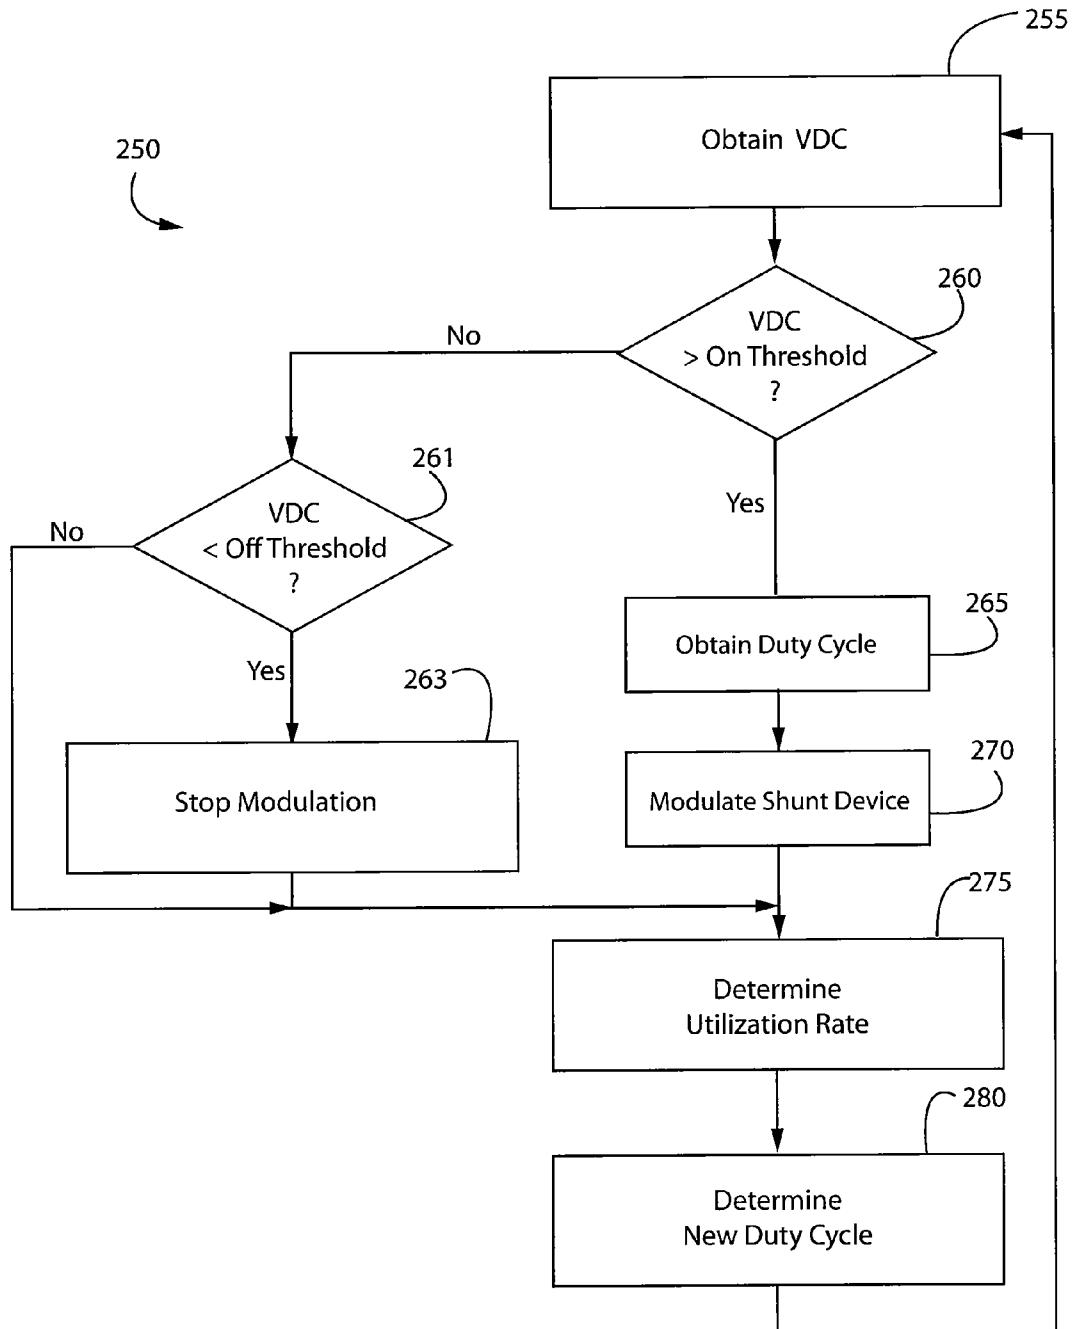 255
Obtain VDC
250
260
VDC
> On Threshold
?
No
261
VDC
< Off Threshold
?
No
Yes
Yes
265
Obtain Duty Cycle
263
Stop Modulation
270
Modulate Shunt Device
275
Determine
Utilization Rate
280
Determine
New Duty Cycle